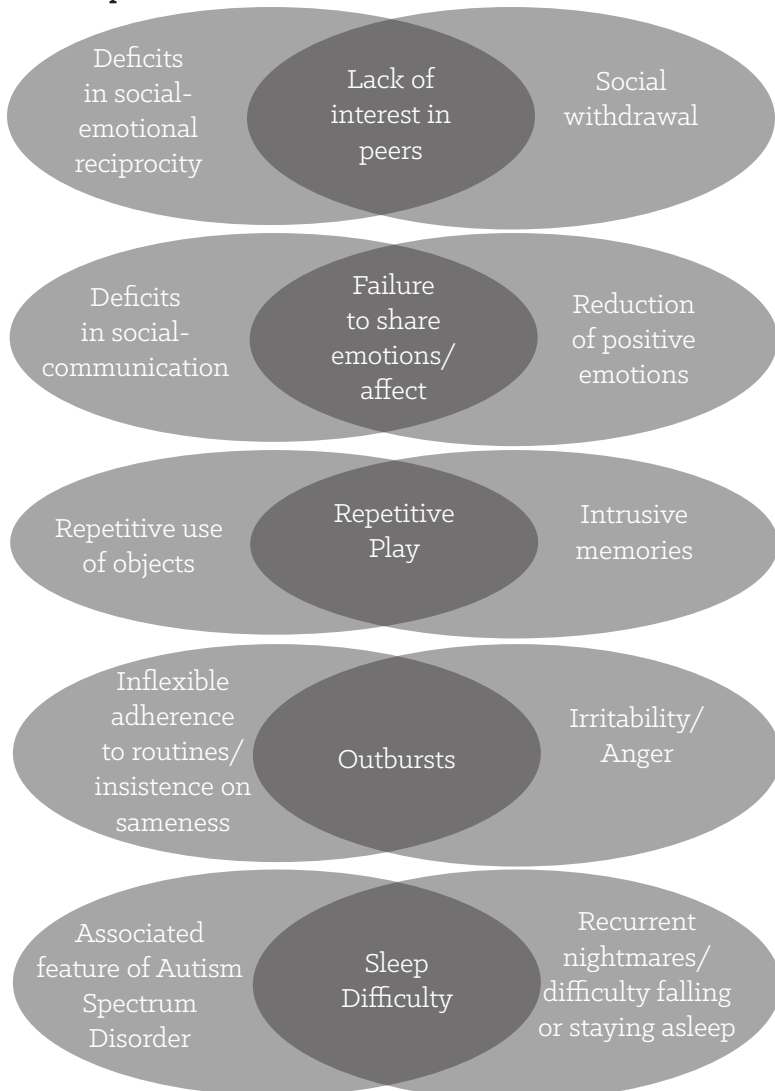 Deficits
in social-
emotional
reciprocity
Lack of
interest in
peers
Social
withdrawal
Deficits
in social-
communication
Failure
to share
emotions/
affect
Reduction
of positive
emotions
Repetitive use
of objects
Repetitive
Play
Intrusive
memories
Inflexible
adherence
to routines/
insistence on
sameness
Outbursts
Irritability/
Anger
Associated
feature of Autism
Spectrum
Disorder
Sleep
Difficulty
Recurrent
nightmares/
difficulty falling
or staying asleep